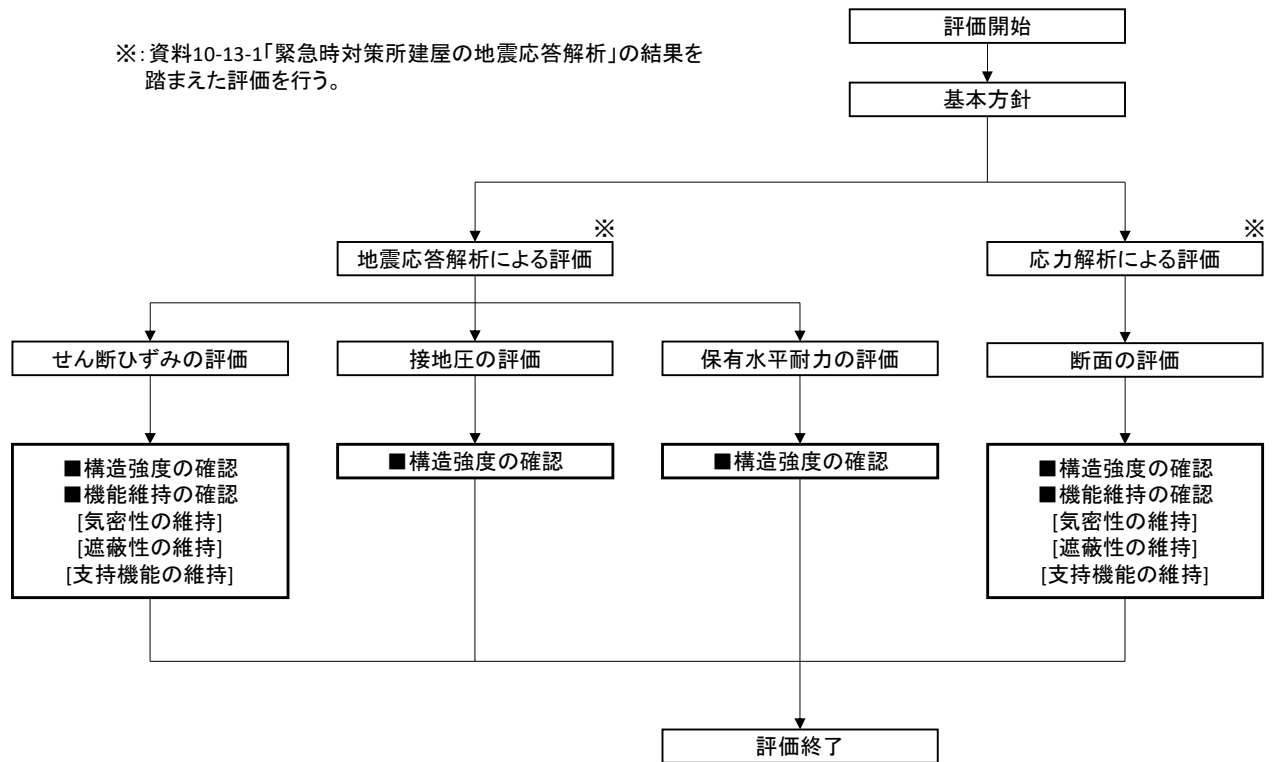 評価開始
※:資料10-13-1「緊急時対策所建屋の地震応答解析」の結果を
踏まえた評価を行う。
基本方針
※
※
地震応答解析による評価
応力解析による評価
せん断ひずみの評価
接地圧の評価
保有水平耐力の評価
断面の評価
■構造強度の確認
■機能維持の確認
[気密性の維持]
[遮蔽性の維持]
[支持機能の維持]
■構造強度の確認
■構造強度の確認
■構造強度の確認
■機能維持の確認
[気密性の維持]
[遮蔽性の維持]
[支持機能の維持]
評価終了